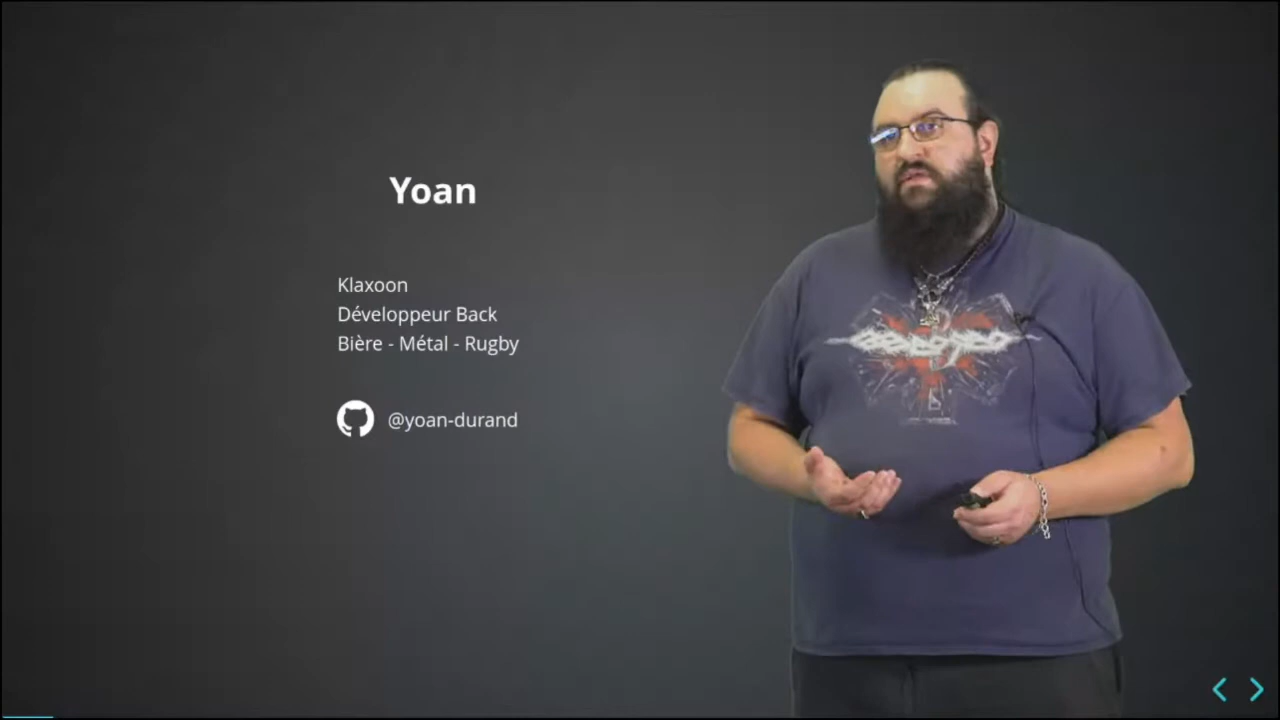 Yoan
Klaxoon
Développeur Back
Bière - Métal - Rugby
@yoan-durand